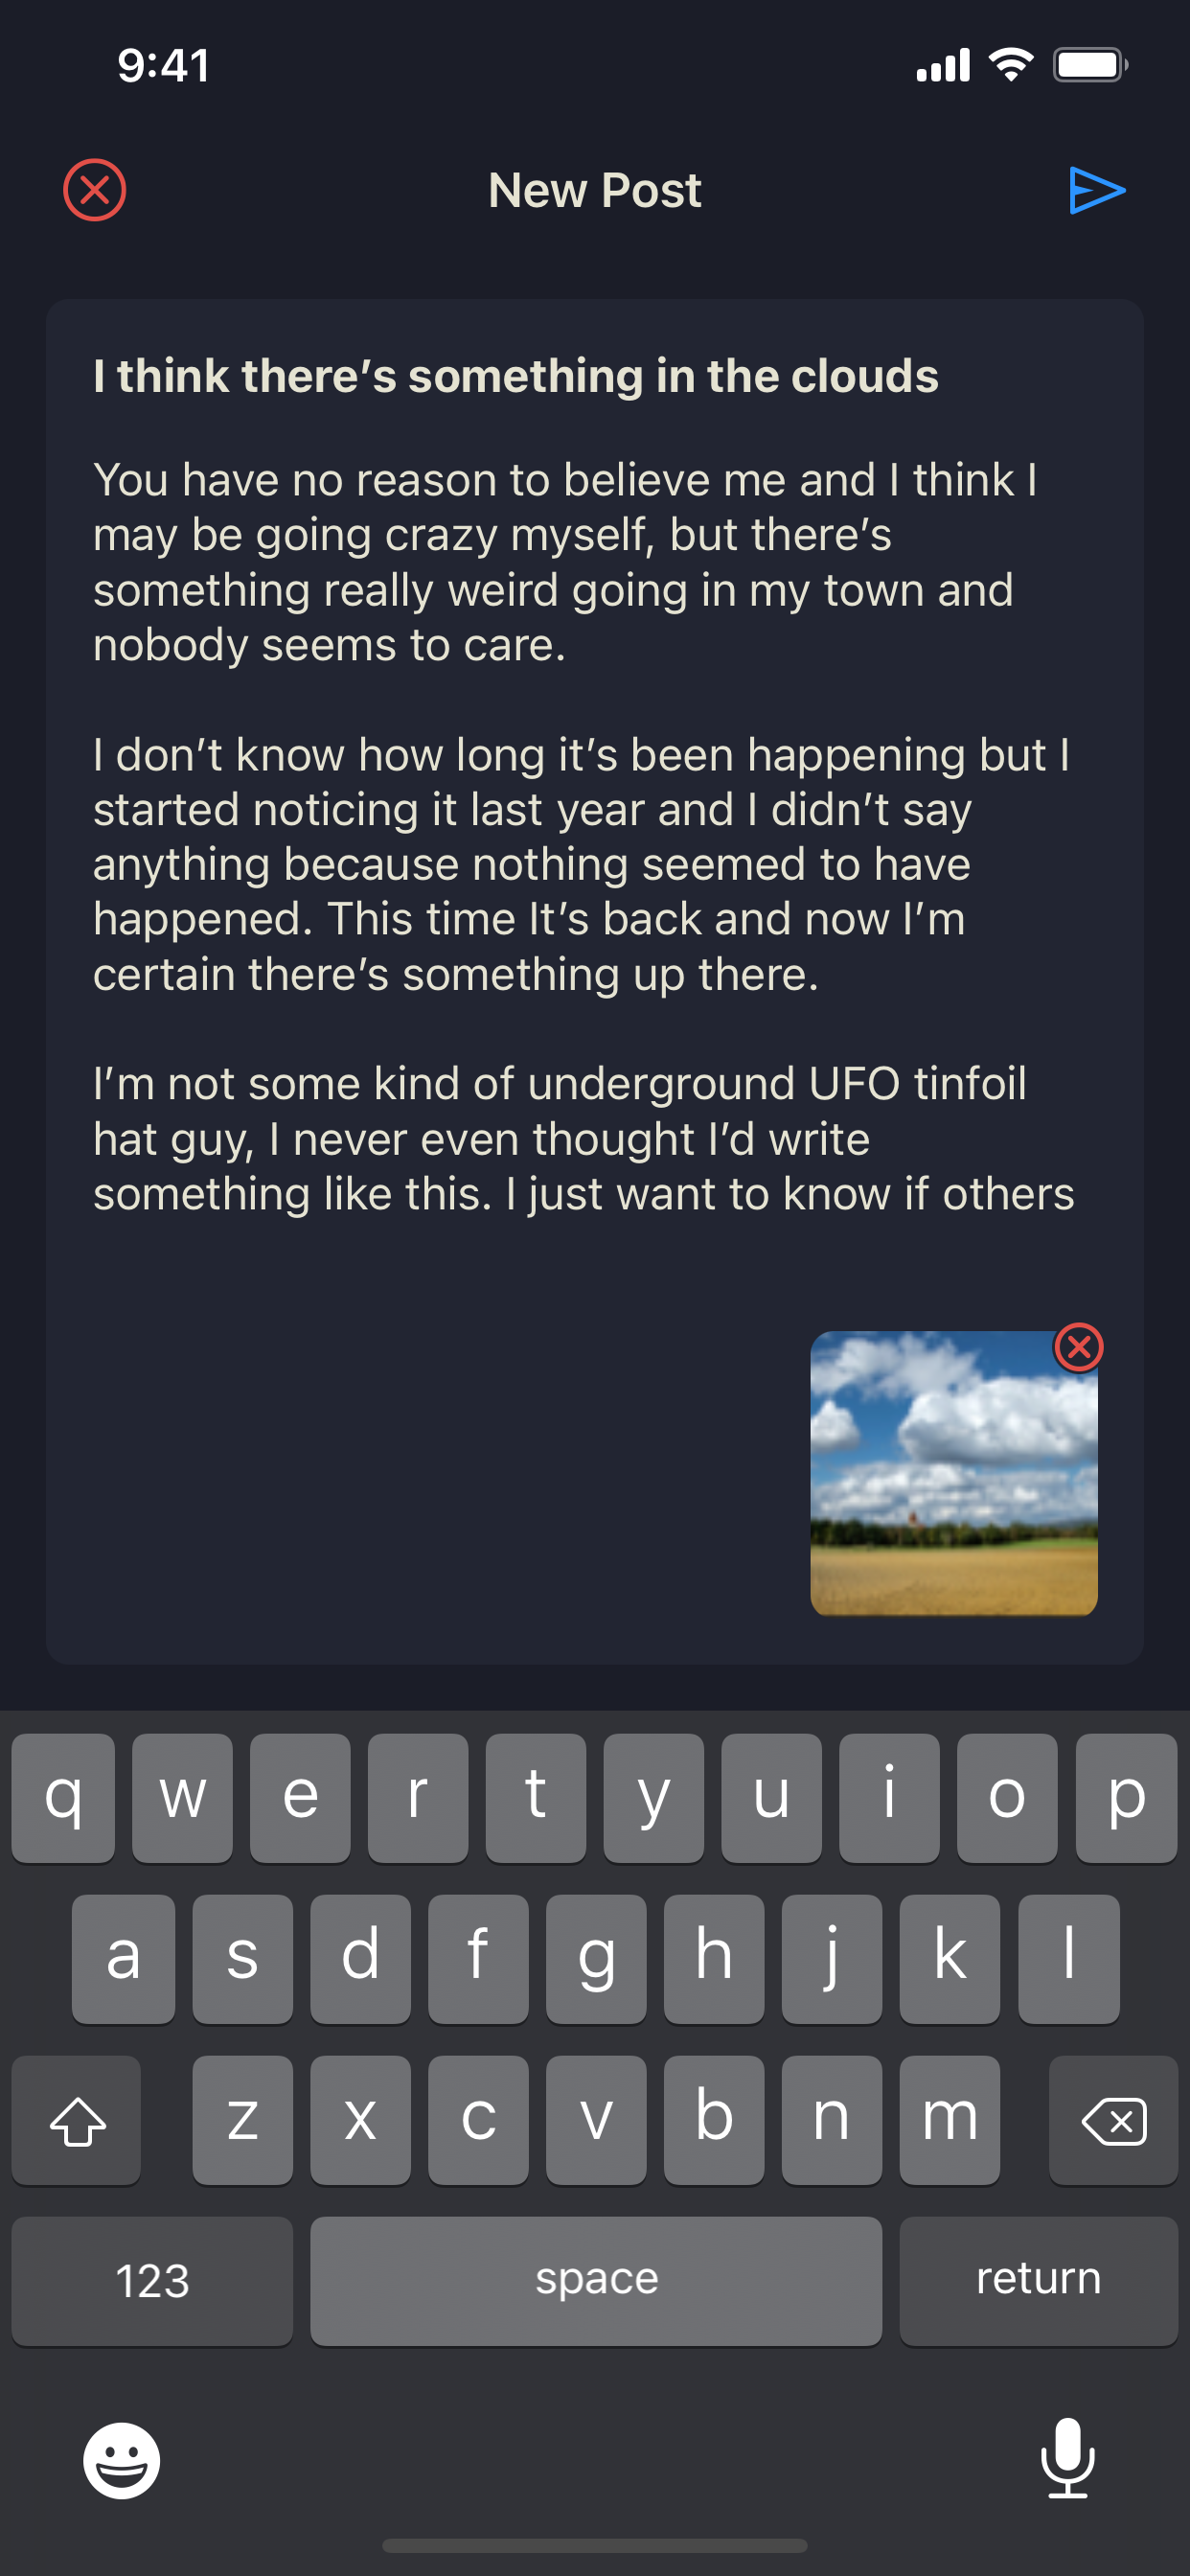 9:41
New Post
I think there’s something in the clouds
You have no reason to believe me and I think I
may be going crazy myself, but there’s
something really weird going in my town and
nobody seems to care.
I don’t know how long it’s been happening but I
started noticing it last year and I didn’t say
anything because nothing seemed to have
happened. This time It’s back and now I’m
certain there’s something up there.
I’m not some kind of underground UFO tinfoil
hat guy, I never even thought I’d write
something like this. I just want to know if others
q w e r t y u i o p
a s d f g h j k l
z x c v b n m
123 space return